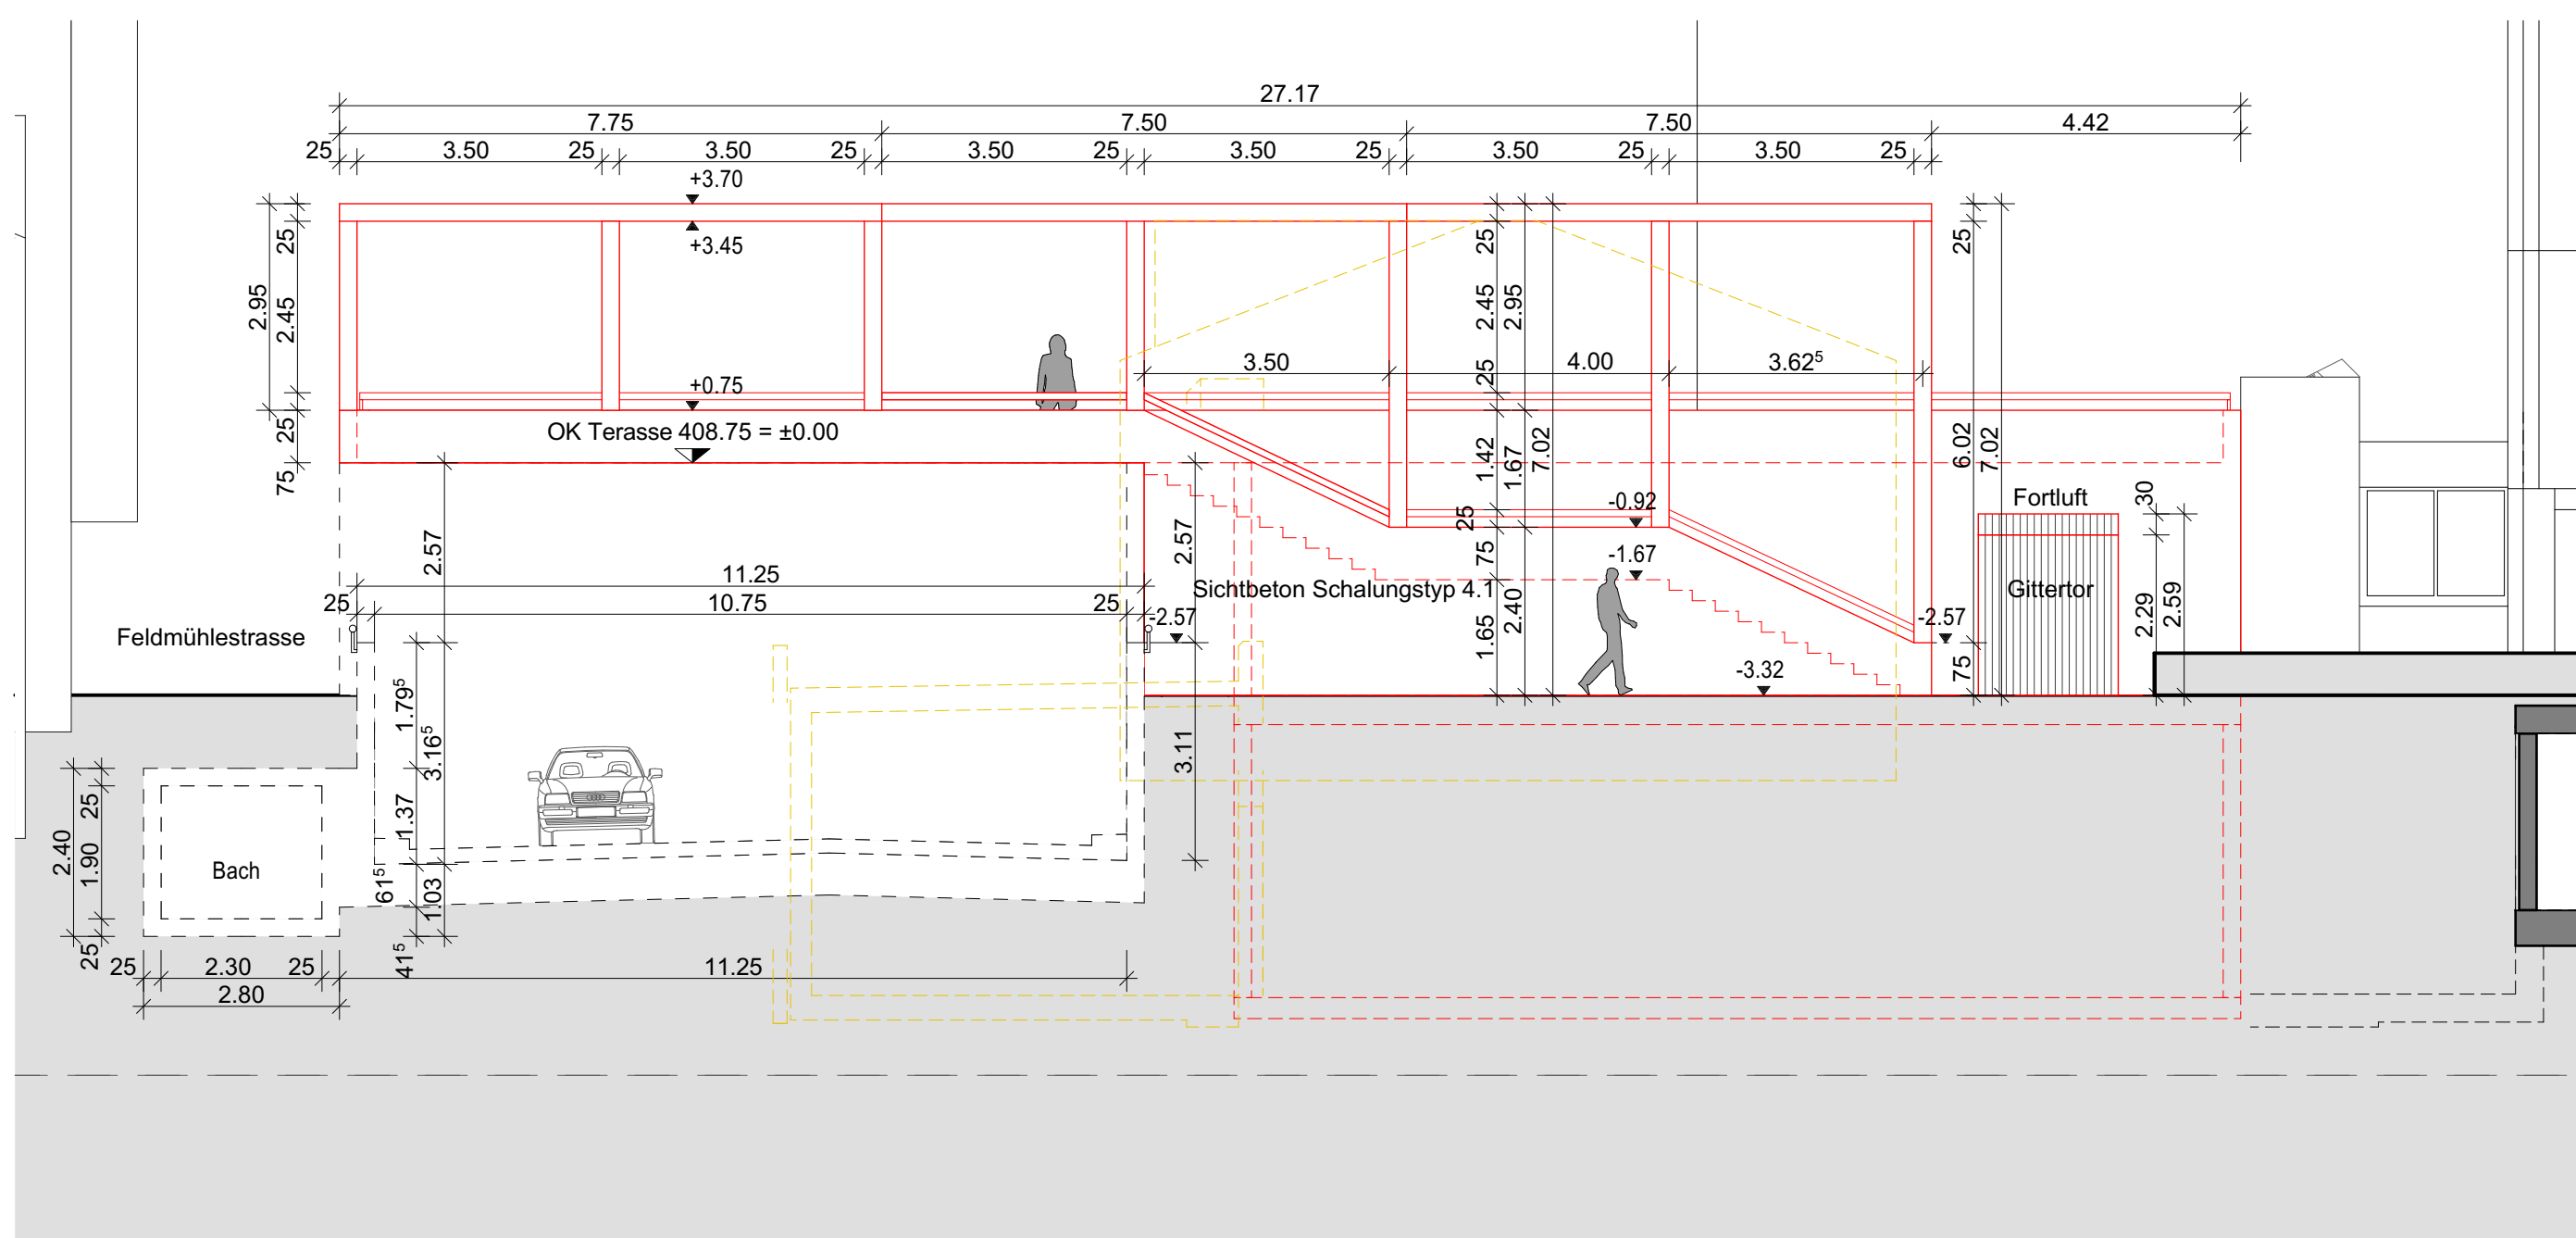 27.17
7.75 7.50 7.50 4.42
25 3.50 25 3.50 25 3.50 25 3.50 25 3.50 25 3.50 25
+3.70
+3.45
25 2.45 2.95 25 75
25 2.45 2.95 25 1.42 1.67 7.02 25 75 2.40 1.65
25 6.02 7.02 75
3.50 4.00 3.62⁵
+0.75
OK Terasse 408.75 = ±0.00
-0.92
Fortluft 30
2.57 2.57
-1.67
11.25
Sichtbeton Schalungstyp 4.1
Gittertor
25 10.75 25
2.29 2.59
-2.57 -2.57
Feldmühlestrasse
-3.32
1.79⁵ 3.16⁵ 3.11
1.37
25 2.40 1.90 25
Bach
61⁵ 1.03 41⁵
25 2.30 25 11.25
2.80